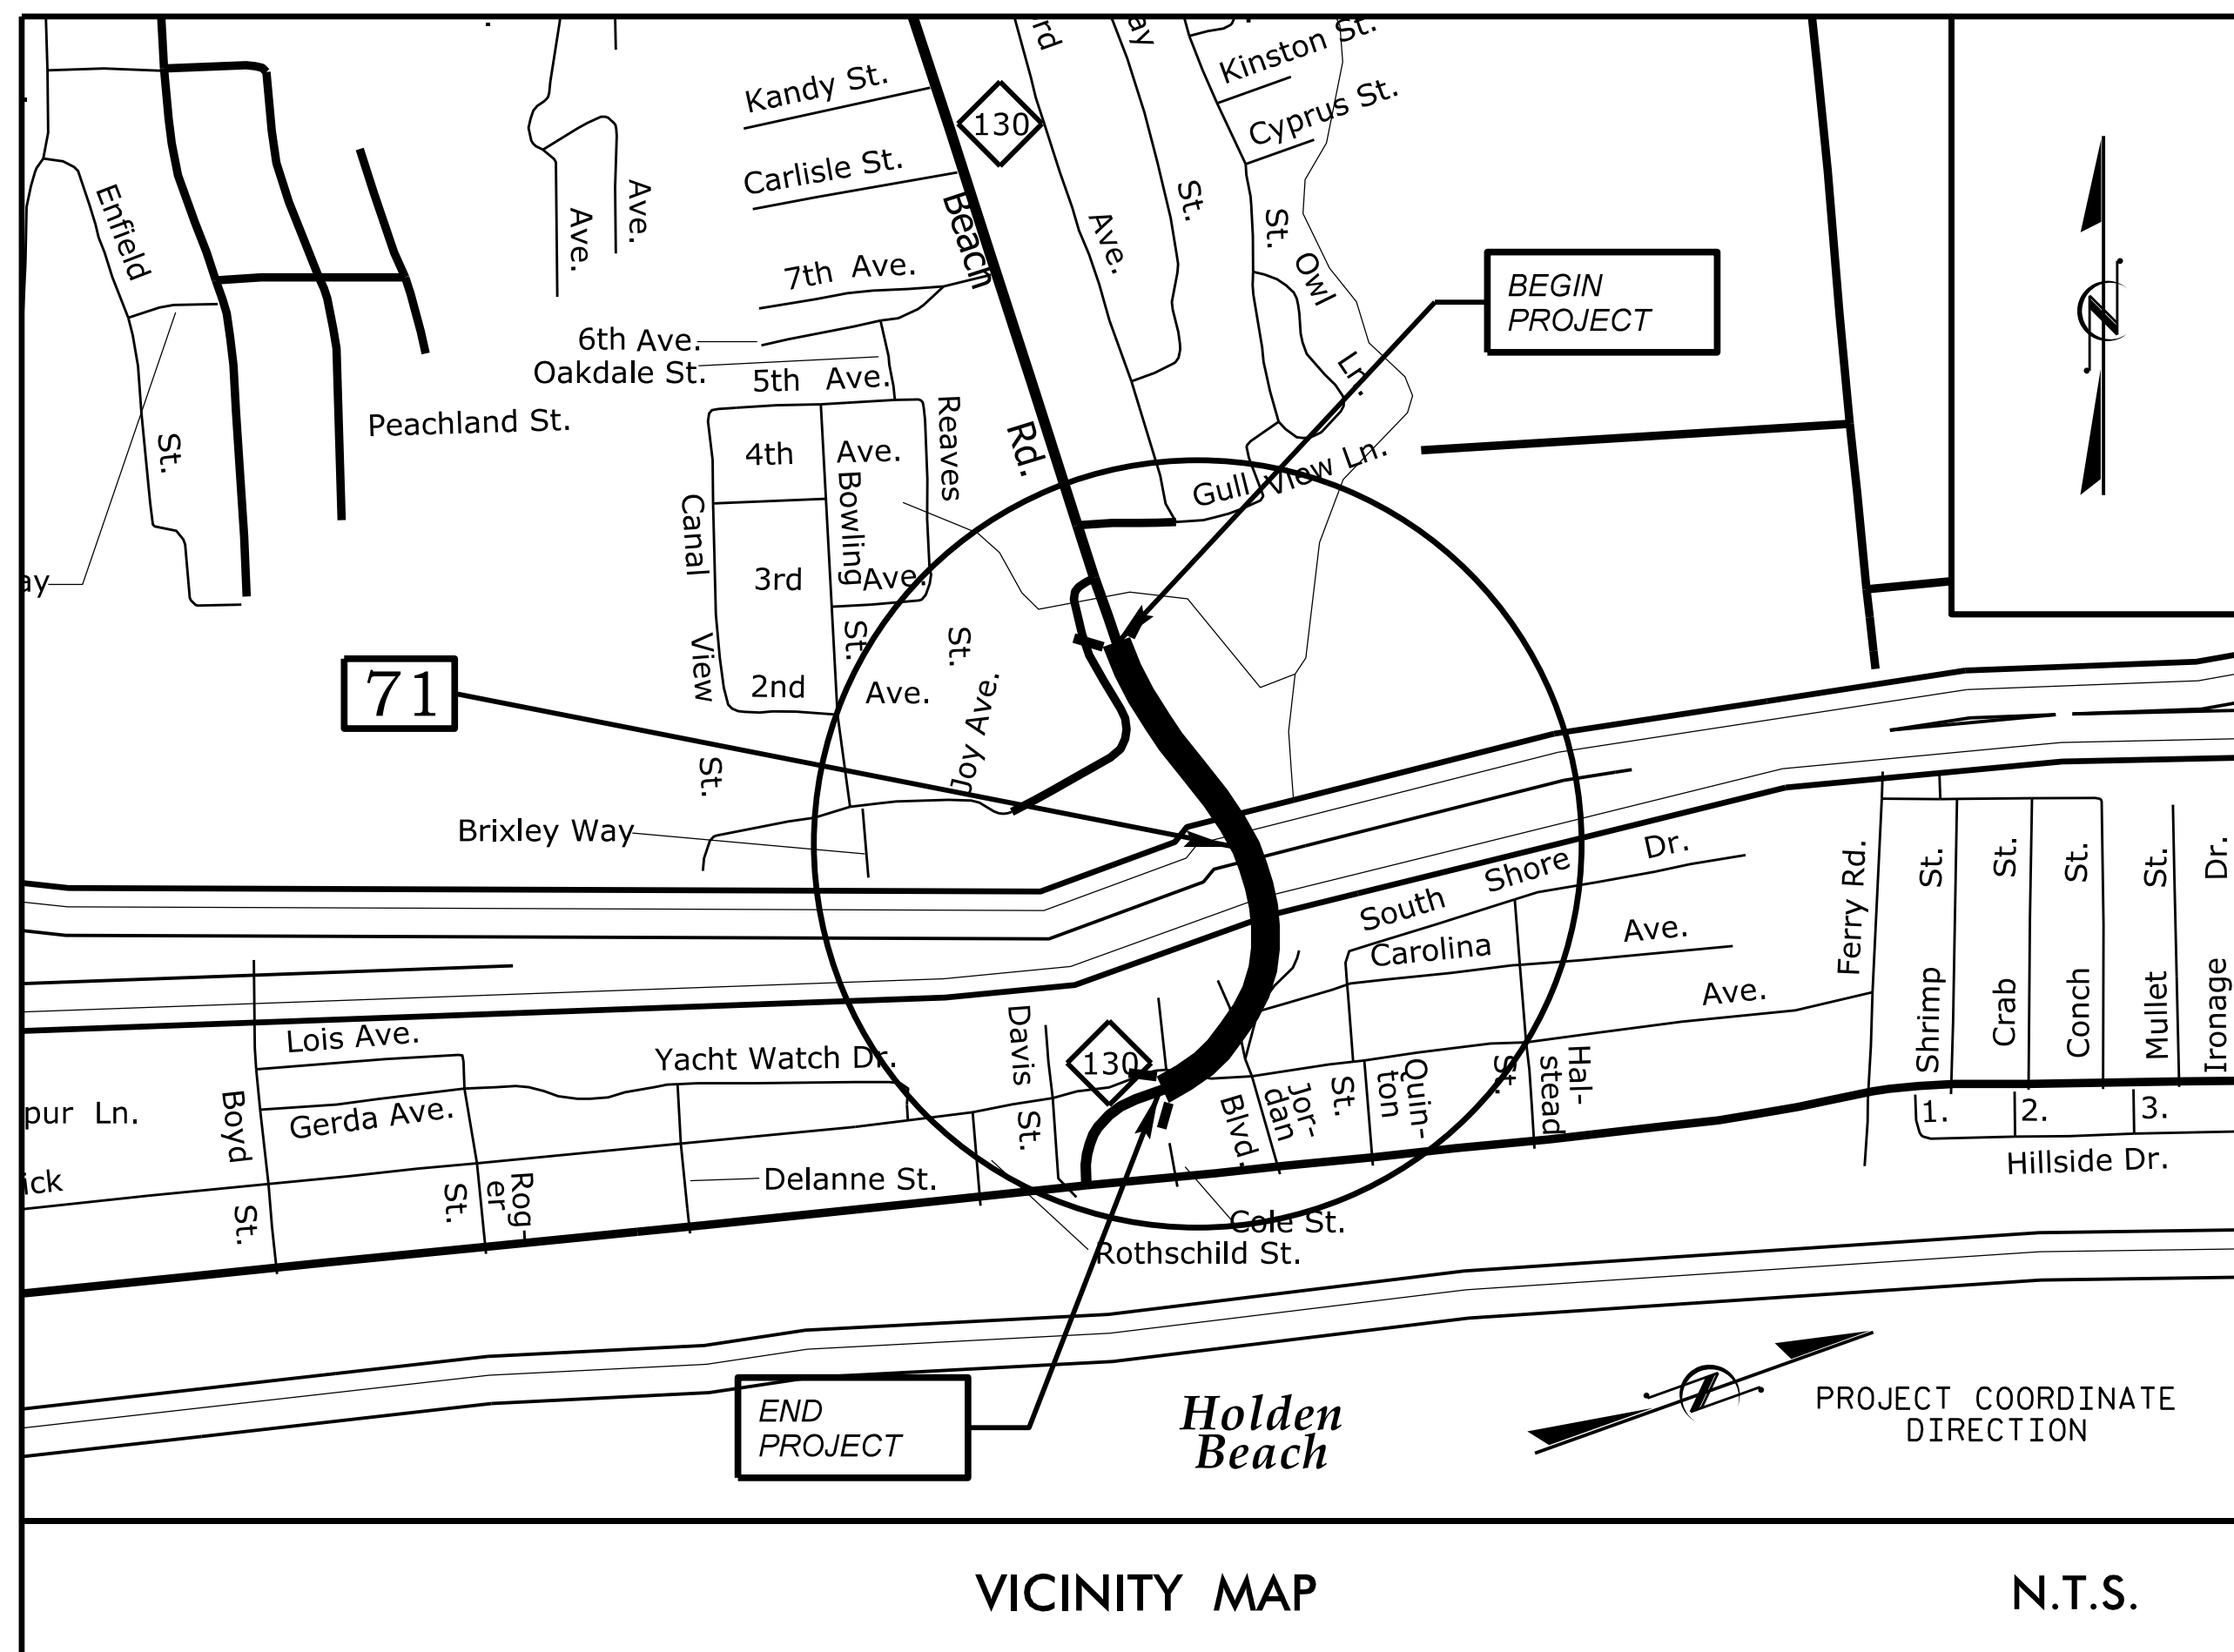 Kinston St.
Cyprus St.
Kandy St.
130
Carlisle St.
Enfield
St.
Ave.
Ave.
Beach
Rd.
Ave.
St.
St.
Owl
Ln.
7th Ave.
6th Ave.
Oakdale St.
5th Ave.
Peachland St.
BEGIN
PROJECT
N
4th Ave.
Reaves
St.
Bowling
St.
Canal
View
St.
Gull View Ln.
3rd Ave.
2nd Ave.
Joy Ave.
71
Brixley Way
South Shore Dr.
Carolina Ave.
Ave.
Ferry Rd.
Shrimp St.
Crab St.
Conch St.
Mullet St.
Ironage Dr.
Lois Ave.
Yacht Watch Dr.
Davis
St.
130
Boyd
St.
Gerda Ave.
Rog-
er
St.
Delanne St.
Blvd.
Jor-
dan
St.
Quin-
ton
St.
Hal-
stead
pur Ln.
ick
1. 2. 3.
Hillside Dr.
Cole St.
Rothschild St.
END
PROJECT
Holden
Beach
N
PROJECT COORDINATE
DIRECTION
VICINITY MAP
N.T.S.